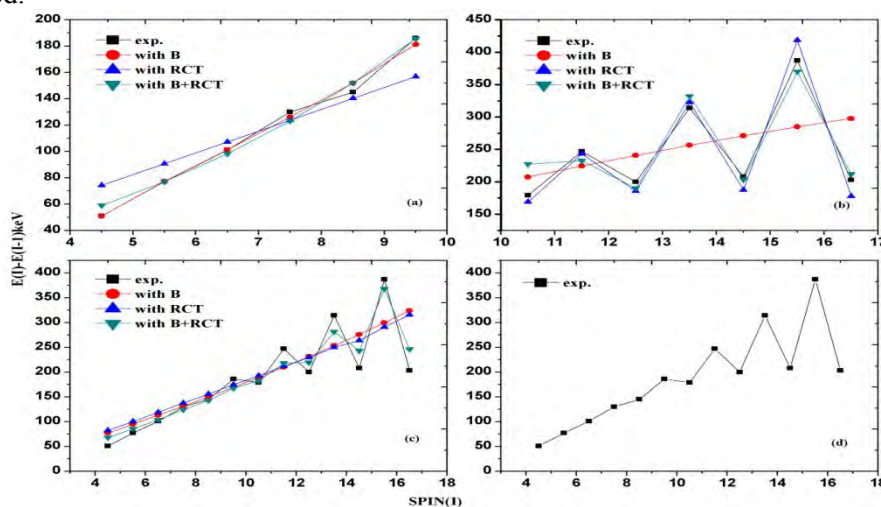 ed.
200
180
160
140
120
100
80
60
40
exp.
with B
with RCT
with B+RCT
(a)
4 5 6 7 8 9 10
450
400
350
300
250
200
150
exp.
with B
with RCT
with B+RCT
(b)
10 11 12 13 14 15 16 17
E(I)-E(I-1)keV
400
350
300
250
200
150
100
50
0
exp.
with B
with RCT
with B+RCT
(c)
4 6 8 10 12 14 16 18
400
350
300
250
200
150
100
50
0
exp.
(d)
4 6 8 10 12 14 16 18
SPIN(I)